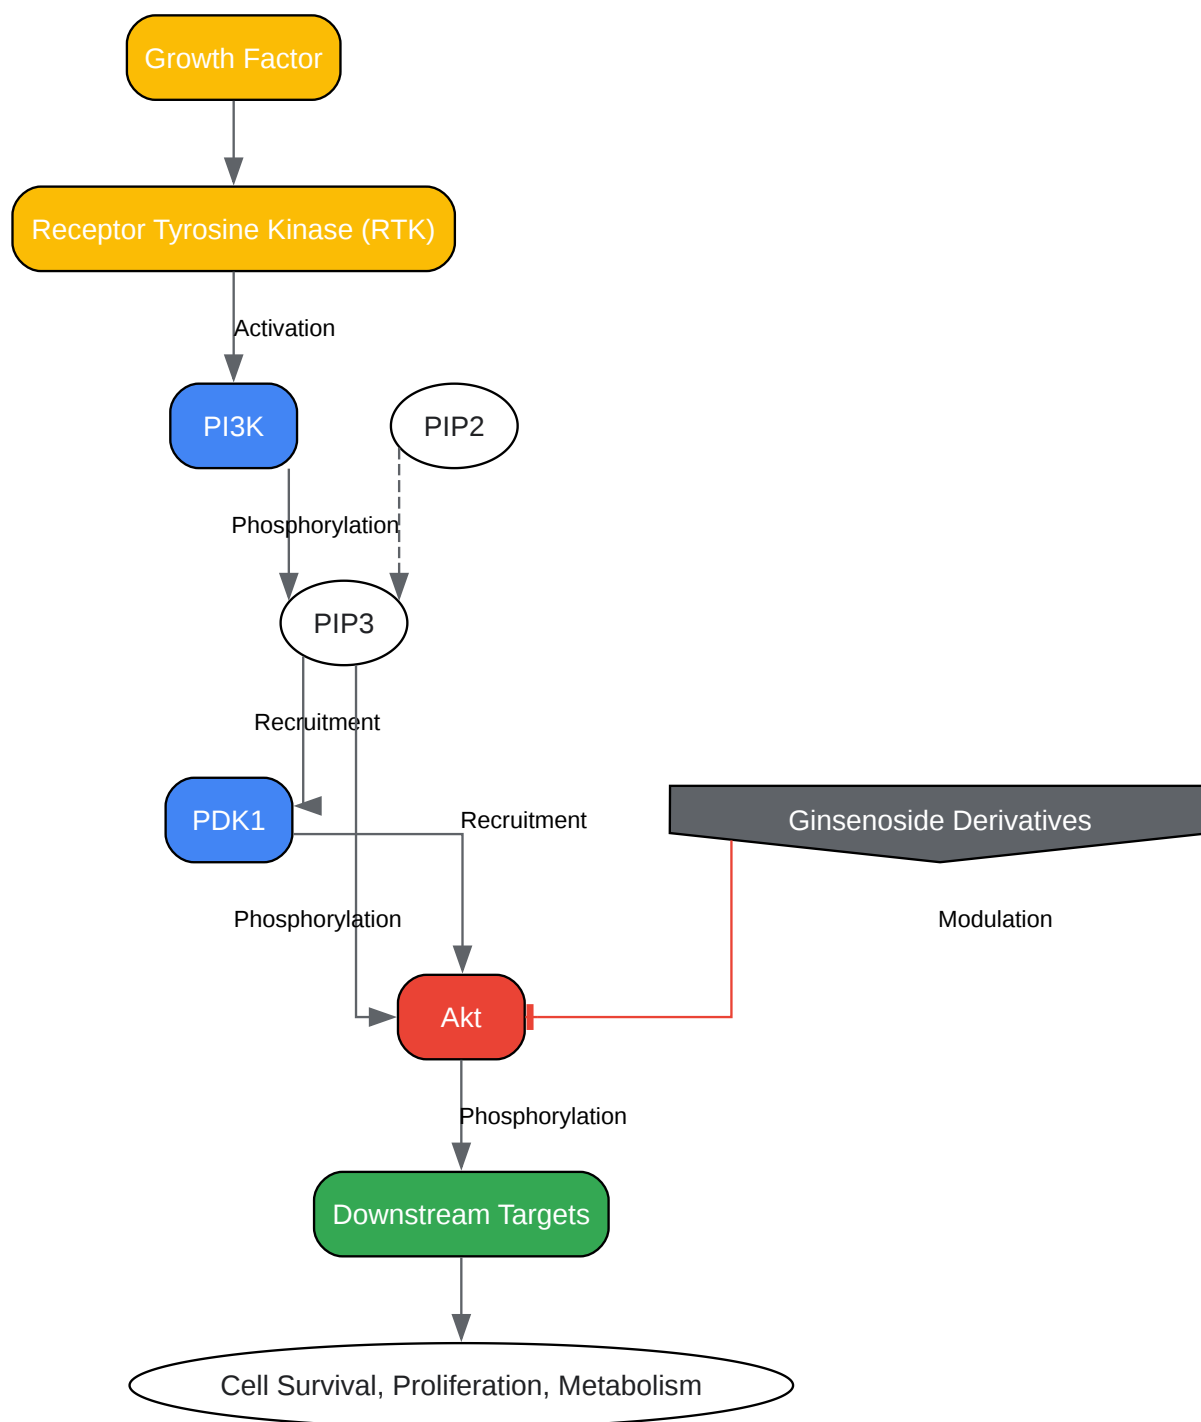 Growth Factor
Receptor Tyrosine Kinase (RTK)
Activation
PI3K
PIP2
Phosphorylation
PIP3
Recruitment
PDK1
Recruitment
Ginsenoside Derivatives
Phosphorylation
Modulation
Akt
Phosphorylation
Downstream Targets
Cell Survival, Proliferation, Metabolism